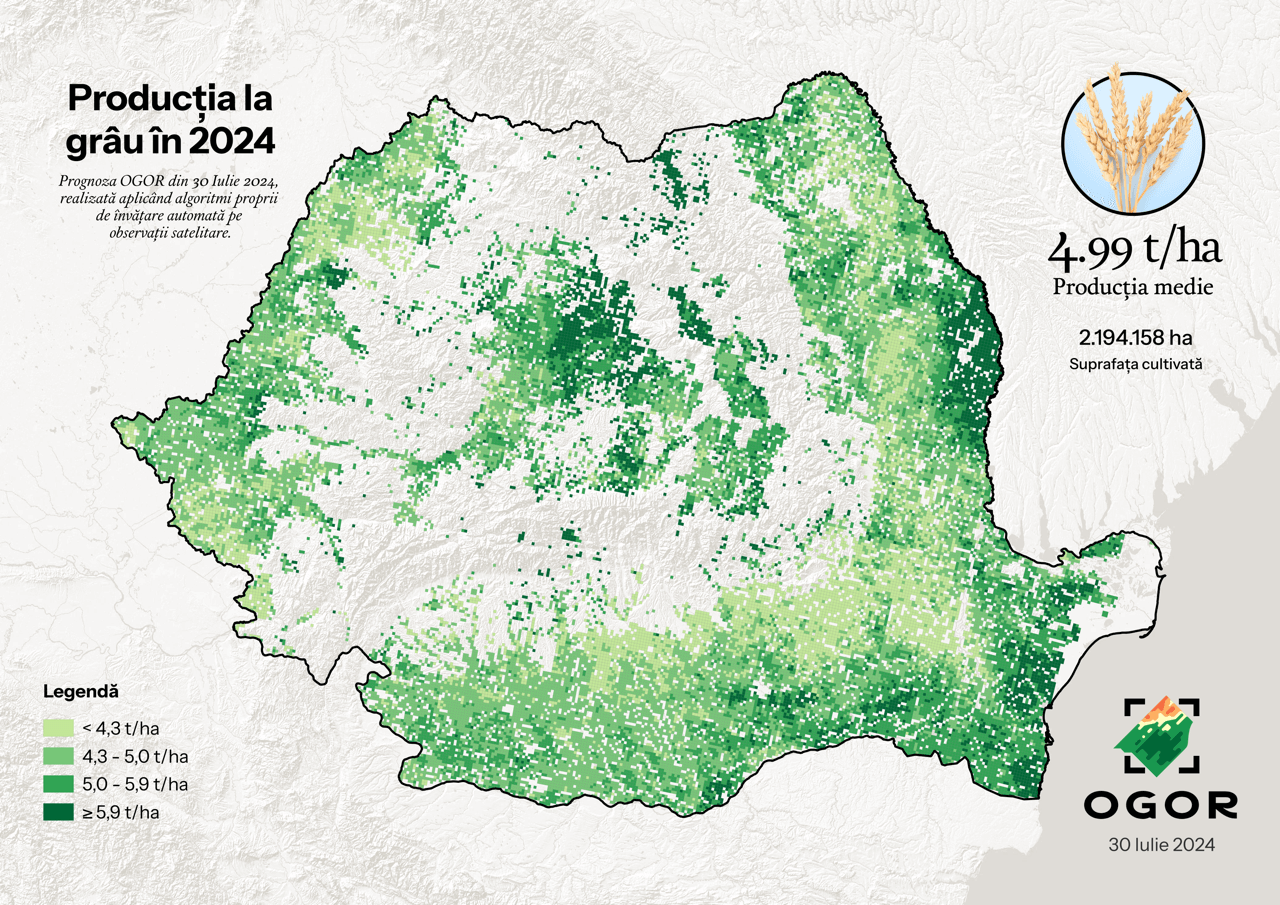 Producția la
grâu în 2024
Prognoza OGOR din 30 Iulie 2024,
realizată aplicând algoritmi proprii
de învățare automată pe
observații satelitare.
4.99 t/ha
Producția medie
2.194.158 ha
Suprafața cultivată
Legendă
< 4,3 t/ha
4,3 - 5,0 t/ha
5,0 - 5,9 t/ha
≥ 5,9 t/ha
OGOR
30 Iulie 2024